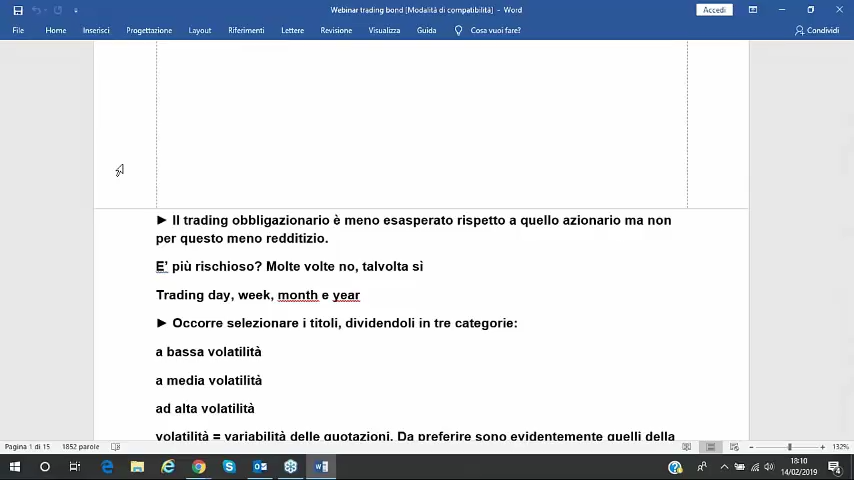 Webinar trading bond [Modalità di compatibilità] - Word
Accedi
File Home Inserisci Progettazione Layout Riferimenti Lettere Revisione Visualizza Guida Cosa vuoi fare? Condividi
► Il trading obbligazionario è meno esasperato rispetto a quello azionario ma non
per questo meno redditizio.
E' più rischioso? Molte volte no, talvolta sì
Trading day, week, month e year
► Occorre selezionare i titoli, dividendoli in tre categorie:
a bassa volatilità
a media volatilità
ad alta volatilità
volatilità = variabilità delle quotazioni. Da preferire sono evidentemente quelli della
Pagina 1 di 15 1852 parole 132%
18:10
14/02/2019
4